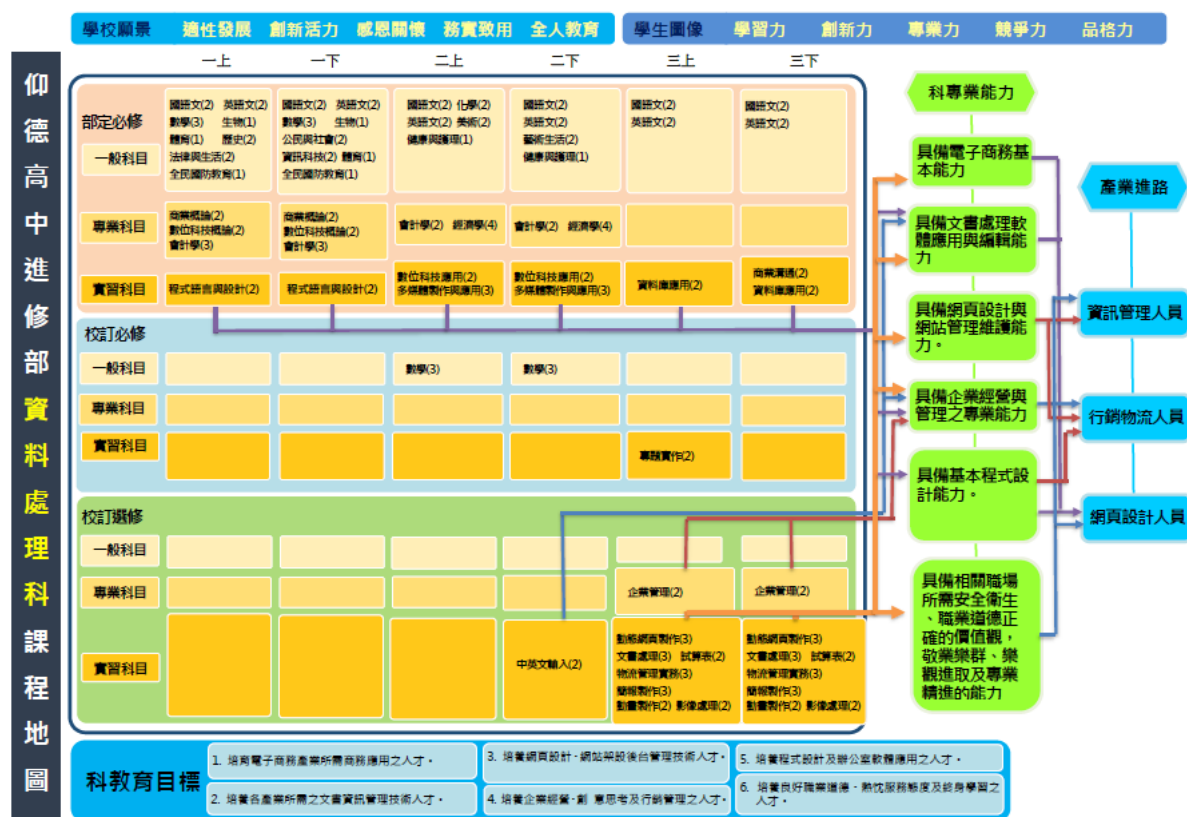 學校願景 適性發展 創新活力 感恩關懷 務實致用 全人教育
學生圖像 學習力 創新力 專業力 競爭力 品格力
仰德高中進修部資料處理科課程地圖
一上 一下 二上 二下 三上 三下
部定必修
一般科目
國語文(2) 英語文(2)
數學(3) 生物(1)
體育(1) 歷史(2)
法律與生活(2)
全民國防教育(1)
國語文(2) 英語文(2)
數學(3) 生物(1)
公民與社會(2)
資訊科技(2) 體育(1)
全民國防教育(1)
國語文(2) 化學(2)
英語文(2) 美術(2)
健康與護理(1)
國語文(2)
英語文(2)
藝術生活(2)
健康與護理(1)
國語文(2)
英語文(2)
國語文(2)
英語文(2)
專業科目
商業概論(2)
數位科技概論(2)
會計學(3)
商業概論(2)
數位科技概論(2)
會計學(3)
會計學(2) 經濟學(4)
會計學(2) 經濟學(4)
實習科目
程式語言與設計(2)
程式語言與設計(2)
數位科技應用(2)
多媒體製作與應用(3)
數位科技應用(2)
多媒體製作與應用(3)
資料庫應用(2)
商業溝通(2)
資料庫應用(2)
校訂必修
一般科目
數學(3)
數學(3)
專業科目
實習科目
專題實作(2)
校訂選修
一般科目
專業科目
企業管理(2)
企業管理(2)
實習科目
中英文輸入(2)
動態網頁製作(3)
文書處理(3) 試算表(2)
物流管理實務(3)
簡報製作(3)
動畫製作(2) 影像處理(2)
動態網頁製作(3)
文書處理(3) 試算表(2)
物流管理實務(3)
簡報製作(3)
動畫製作(2) 影像處理(2)
科專業能力
具備電子商務基
本能力
具備文書處理軟
體應用與編輯能
力
具備網頁設計與
網站管理維護能
力。
具備企業經營與
管理之專業能力
具備基本程式設
計能力。
具備相關職場
所需安全衛生
、職業道德正
確的價值觀,
敬業樂群、樂
觀進取及專業
精進的能力
產業進路
資訊管理人員
行銷物流人員
網頁設計人員
科教育目標
1. 培育電子商務產業所需商務應用之人才。
2. 培養各產業所需之文書資訊管理技術人才。
3. 培養網頁設計、網站架設後台管理技術人才。
4. 培養企業經營、創 意思考及行銷管理之人才。
5. 培養程式設計及辦公室軟體應用之人才。
6. 培養良好職業道德、熱忱服務態度及終身學習之
人才。